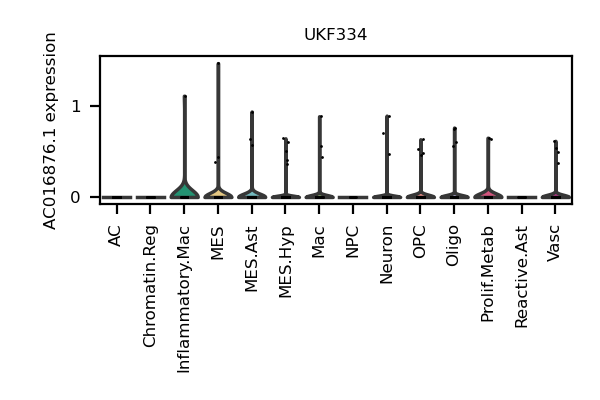 UKF334
AC016876.1 expression
1
0
AC
Chromatin.Reg
Inflammatory.Mac
MES
MES.Ast
MES.Hyp
Mac
NPC
Neuron
OPC
Oligo
Prolif.Metab
Reactive.Ast
Vasc